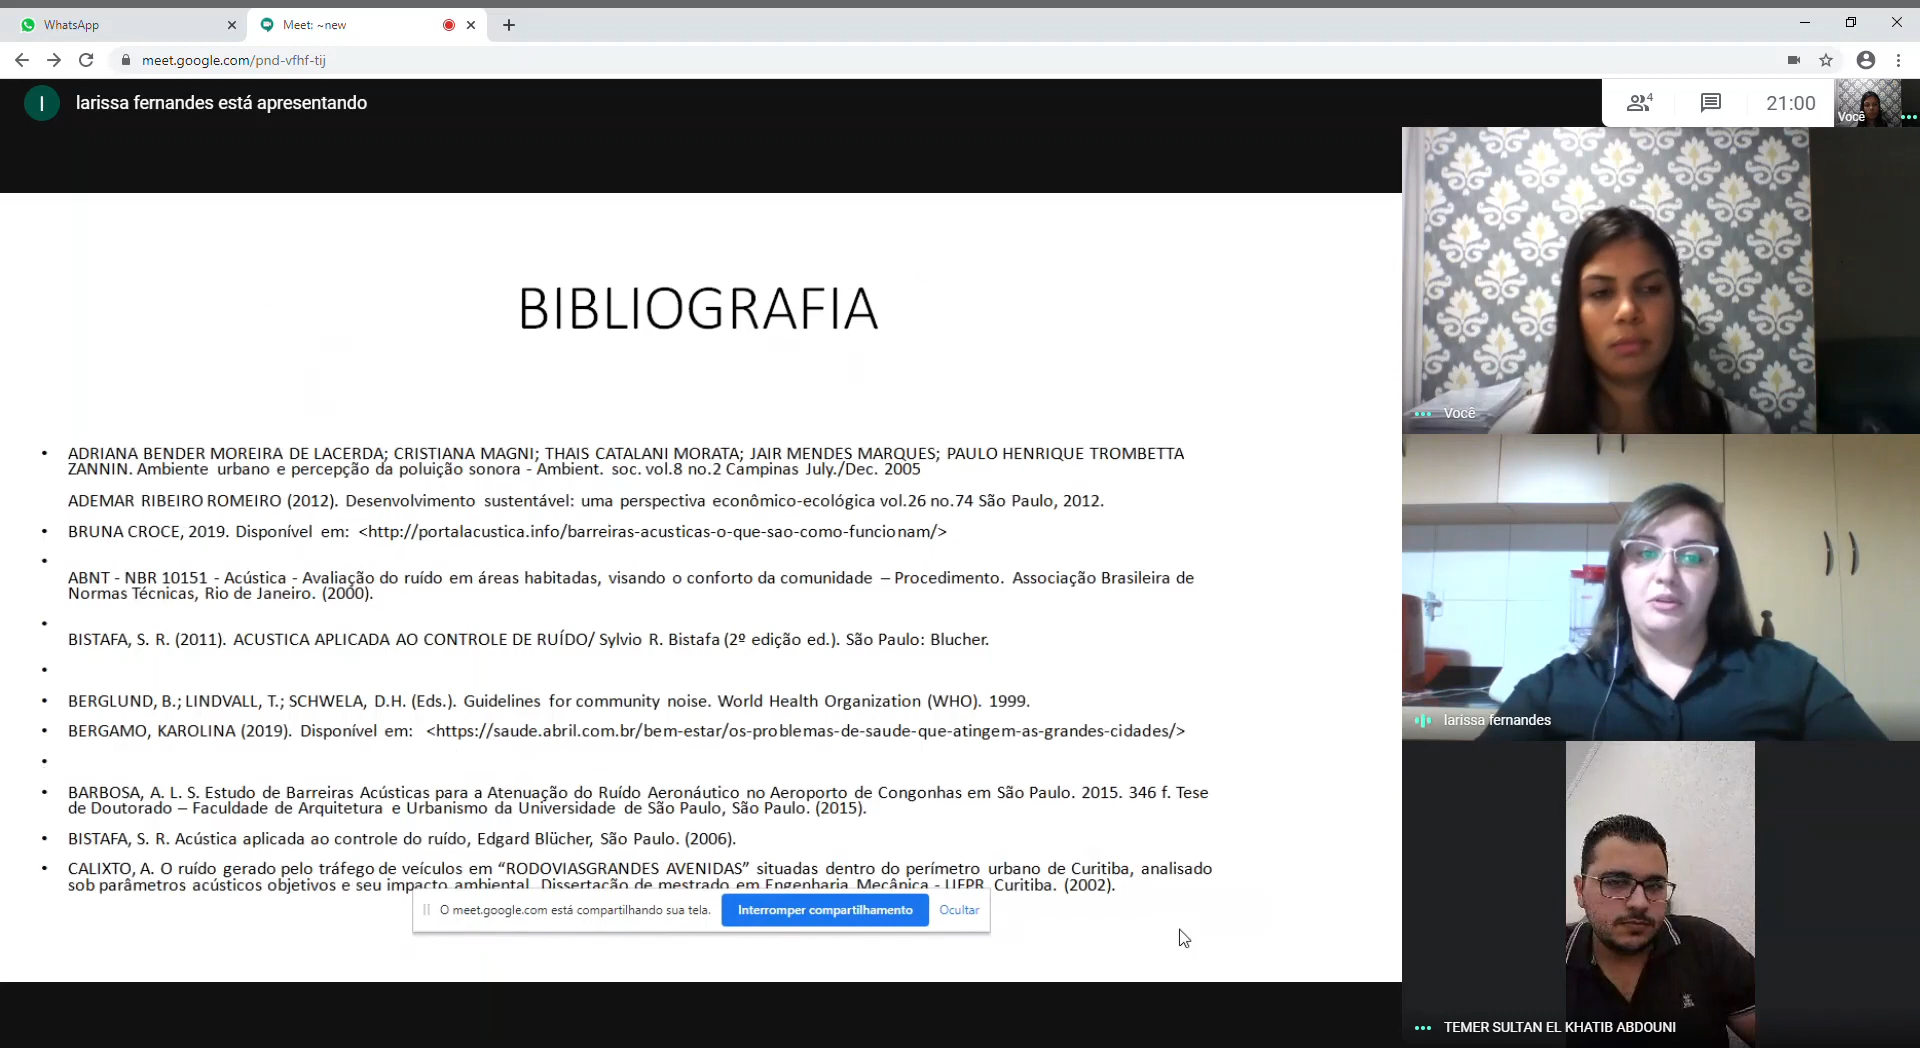 WhatsApp
Meet: ~new
meet.google.com/pnd-vfhf-tij
l
larissa fernandes está apresentando
4
21:00
Você
BIBLIOGRAFIA
• ADRIANA BENDER MOREIRA DE LACERDA; CRISTIANA MAGNI; THAIS CATALANI MORATA; JAIR MENDES MARQUES; PAULO HENRIQUE TROMBETTA
ZANNIN. Ambiente urbano e percepção da poluição sonora - Ambient. soc. vol.8 no.2 Campinas July./Dec. 2005
ADEMAR RIBEIRO ROMEIRO (2012). Desenvolvimento sustentável: uma perspectiva econômico-ecológica vol.26 no.74 São Paulo, 2012.
• BRUNA CROCE, 2019. Disponível em: <http://portalacustica.info/barreiras-acusticas-o-que-sao-como-funcionam/>
•
ABNT - NBR 10151 - Acústica - Avaliação do ruído em áreas habitadas, visando o conforto da comunidade – Procedimento. Associação Brasileira de
Normas Técnicas, Rio de Janeiro. (2000).
•
BISTAFA, S. R. (2011). ACUSTICA APLICADA AO CONTROLE DE RUÍDO/ Sylvio R. Bistafa (2º edição ed.). São Paulo: Blucher.
•
• BERGLUND, B.; LINDVALL, T.; SCHWELA, D.H. (Eds.). Guidelines for community noise. World Health Organization (WHO). 1999.
• BERGAMO, KAROLINA (2019). Disponível em: <https://saude.abril.com.br/bem-estar/os-problemas-de-saude-que-atingem-as-grandes-cidades/>
•
• BARBOSA, A. L. S. Estudo de Barreiras Acústicas para a Atenuação do Ruído Aeronáutico no Aeroporto de Congonhas em São Paulo. 2015. 346 f. Tese
de Doutorado – Faculdade de Arquitetura e Urbanismo da Universidade de São Paulo, São Paulo. (2015).
• BISTAFA, S. R. Acústica aplicada ao controle do ruído, Edgard Blücher, São Paulo. (2006).
• CALIXTO, A. O ruído gerado pelo tráfego de veículos em “RODOVIASGRANDES AVENIDAS” situadas dentro do perímetro urbano de Curitiba, analisado
sob parâmetros acústicos objetivos e seu impacto ambiental. Dissertação de mestrado em Engenharia Mecânica - UFPR, Curitiba. (2002).
O meet.google.com está compartilhando sua tela.
Interromper compartilhamento
Ocultar
Você
larissa fernandes
TEMER SULTAN EL KHATIB ABDOUNI